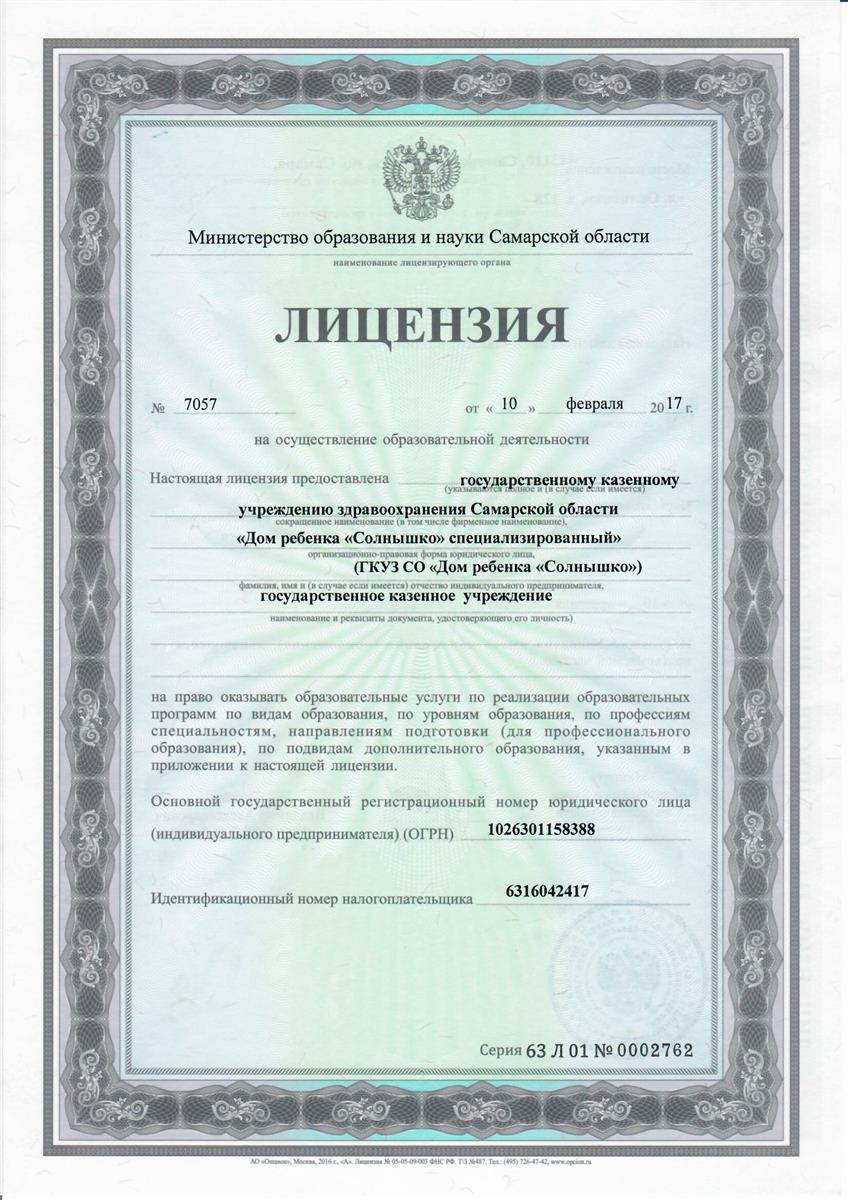 Министерство образования и науки Самарской области
наименование лицензирующего органа
ЛИЦЕНЗИЯ
№ 7057 от « 10 » февраля 2017 г.
на осуществление образовательной деятельности
Настоящая лицензия предоставлена государственному казенному
(указываются полное и (в случае если имеется)
учреждению здравоохранения Самарской области
сокращенное наименование (в том числе фирменное наименование),
«Дом ребенка «Солнышко» специализированный»
организационно-правовая форма юридического лица,
(ГКУЗ СО «Дом ребенка «Солнышко»)
фамилия, имя и (в случае если имеется) отчество индивидуального предпринимателя,
государственное казенное учреждение
наименование и реквизиты документа, удостоверяющего его личность)
на право оказывать образовательные услуги по реализации образовательных
программ по видам образования, по уровням образования, по профессиям
специальностям, направлениям подготовки (для профессионального
образования), по подвидам дополнительного образования, указанным в
приложении к настоящей лицензии.
Основной государственный регистрационный номер юридического лица
(индивидуального предпринимателя) (ОГРН) 1026301158388
Идентификационный номер налогоплательщика 6316042417
Серия 63 Л 01 № 0002762
АО «Опцион», Москва, 2016 г., «А». Лицензия № 05-05-09/003 ФНС РФ. ТЗ №487. Тел.: (495) 726-47-42, www.opcion.ru